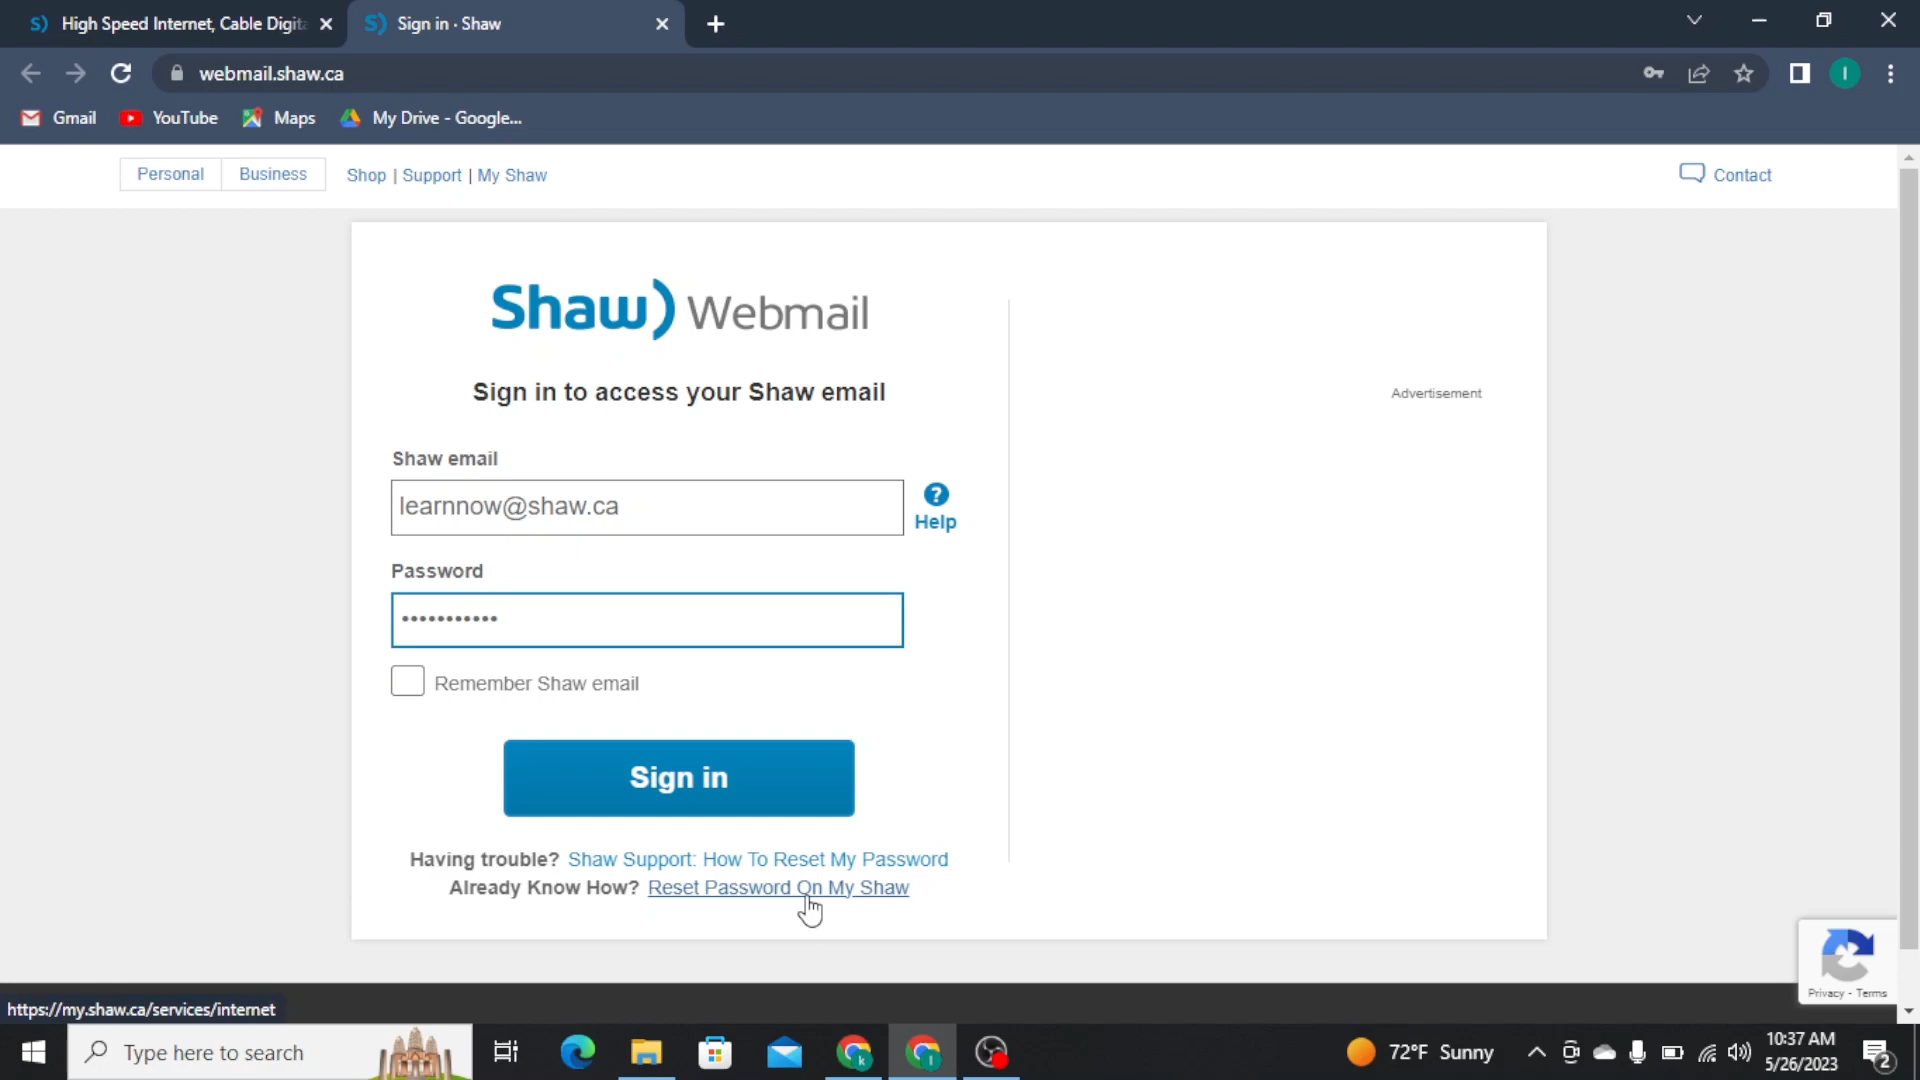 High Speed Internet, Cable Digit
Sign in · Shaw
webmail.shaw.ca
I
Gmail
YouTube
Maps
My Drive - Google...
Personal
Business
Shop | Support | My Shaw
Contact
Shaw) Webmail
Sign in to access your Shaw email
Advertisement
Shaw email
learnnow@shaw.ca
? Help
Password
•••••••••••
Remember Shaw email
Sign in
Having trouble? Shaw Support: How To Reset My Password
Already Know How? Reset Password On My Shaw
Privacy - Terms
https://my.shaw.ca/services/internet
Type here to search
k
I
72°F Sunny
10:37 AM
5/26/2023
2